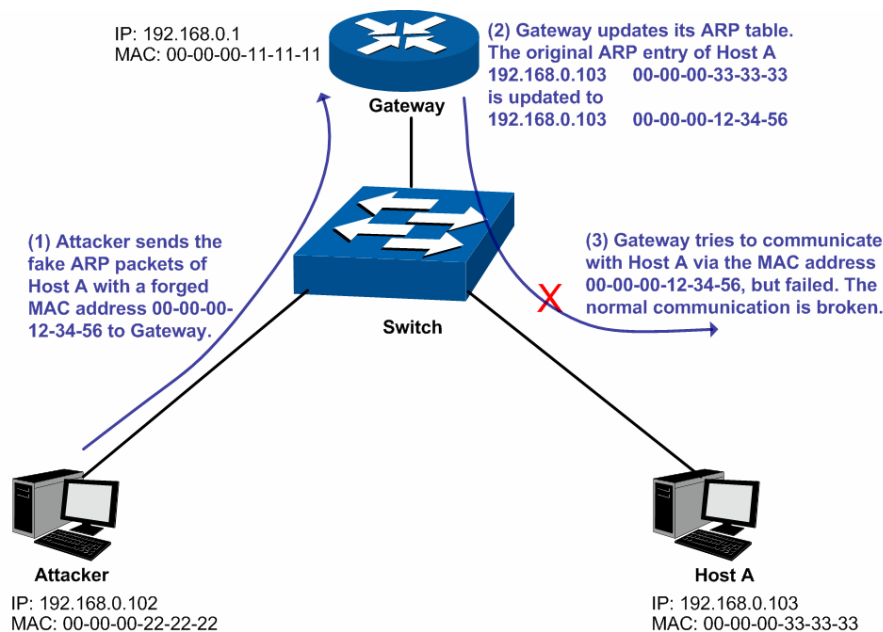 IP: 192.168.0.1
MAC: 00-00-00-11-11-11
Gateway
(2) Gateway updates its ARP table.
The original ARP entry of Host A
192.168.0.103 00-00-00-33-33-33
is updated to
192.168.0.103 00-00-00-12-34-56
(1) Attacker sends the
fake ARP packets of
Host A with a forged
MAC address 00-00-00-
12-34-56 to Gateway.
Switch
(3) Gateway tries to communicate
with Host A via the MAC address
00-00-00-12-34-56, but failed. The
normal communication is broken.
X
Attacker
IP: 192.168.0.102
MAC: 00-00-00-22-22-22
Host A
IP: 192.168.0.103
MAC: 00-00-00-33-33-33